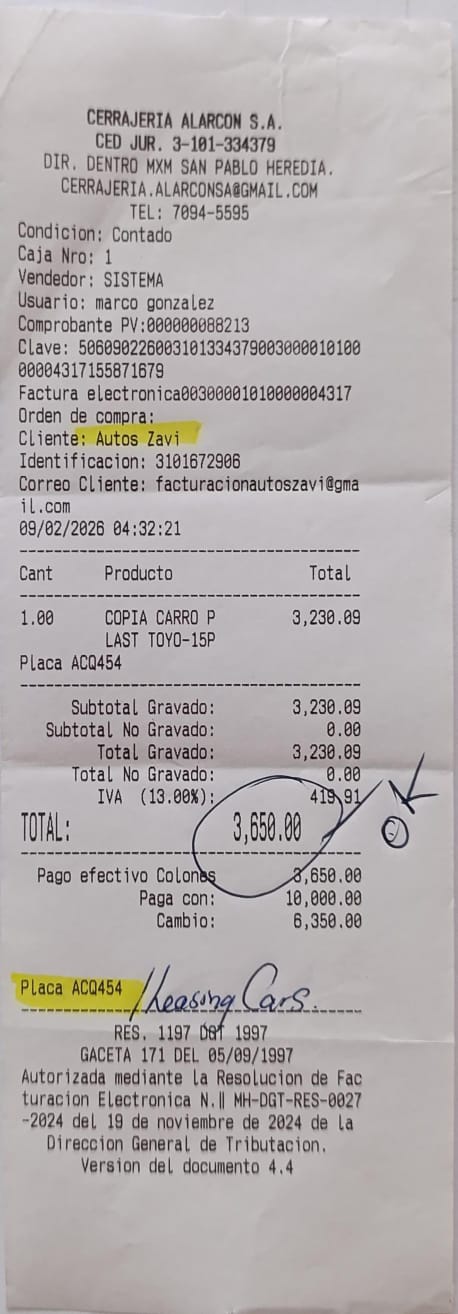 CERRAJERIA ALARCON S.A.
CED JUR. 3-101-334379
DIR. DENTRO MXM SAN PABLO HEREDIA.
CERRAJERIA.ALARCONSA@GMAIL.COM
TEL: 7094-5595
Condicion: Contado
Caja Nro: 1
Vendedor: SISTEMA
Usuario: marco gonzalez
Comprobante PV:000000088213
Clave: 50609022600310133437900300001010​0
00004317155871679
Factura electronica00300001010000004317
Orden de compra:
Cliente: Autos Zavi
Identificacion: 3101672906
Correo Cliente: facturacionautoszavi@gma
il.com
09/02/2026 04:32:21
Cant Producto Total
1.00 COPIA CARRO P 3,230.09
LAST TOYO-15P
Placa ACQ454
Subtotal Gravado: 3,230.09
Subtotal No Gravado: 0.00
Total Gravado: 3,230.09
Total No Gravado: 0.00
IVA (13.00%): 419.91
TOTAL: 3,650.00
Pago efectivo Colones 3,650.00
Paga con: 10,000.00
Cambio: 6,350.00
Placa ACQ454 /Leasing Cars.
RES. 1197 DGT 1997
GACETA 171 DEL 05/09/1997
Autorizada mediante la Resolucion de Fac
turacion Electronica N.║ MH-DGT-RES-0027
-2024 del 19 de noviembre de 2024 de la
Direccion General de Tributacion.
Version del documento 4.4